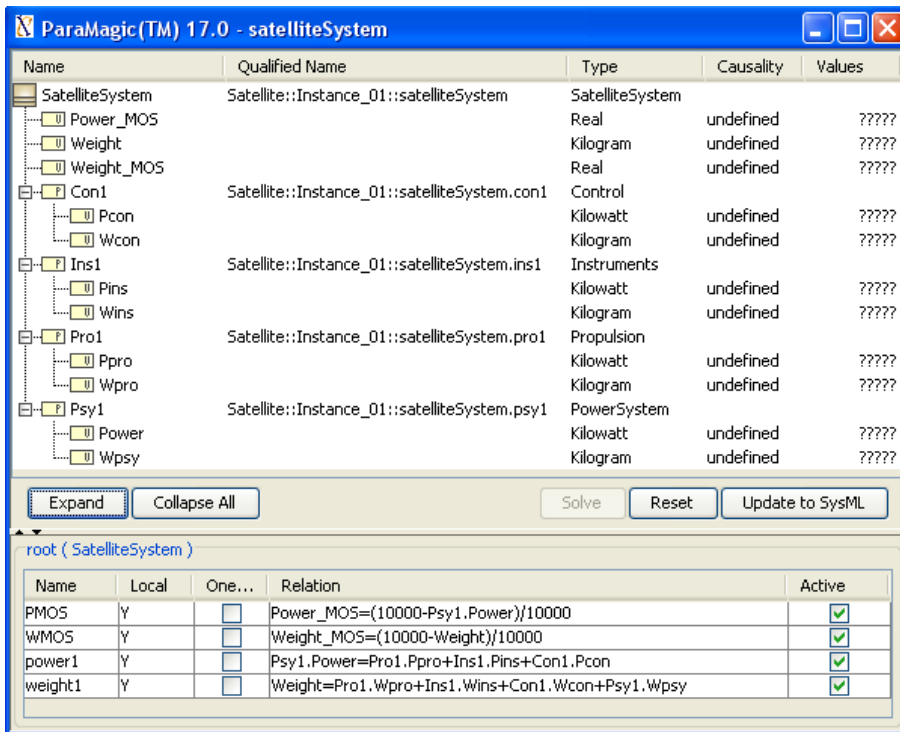 ParaMagic(TM) 17.0 - satelliteSystem
Name Qualified Name Type Causality Values
SatelliteSystem Satellite::Instance_01::satelliteSystem SatelliteSystem
Power_MOS Real undefined ?????
Weight Kilogram undefined ?????
Weight_MOS Real undefined ?????
Con1 Satellite::Instance_01::satelliteSystem.con1 Control
Pcon Kilowatt undefined ?????
Wcon Kilogram undefined ?????
Ins1 Satellite::Instance_01::satelliteSystem.ins1 Instruments
Pins Kilowatt undefined ?????
Wins Kilogram undefined ?????
Pro1 Satellite::Instance_01::satelliteSystem.pro1 Propulsion
Ppro Kilowatt undefined ?????
Wpro Kilogram undefined ?????
Psy1 Satellite::Instance_01::satelliteSystem.psy1 PowerSystem
Power Kilowatt undefined ?????
Wpsy Kilogram undefined ?????
Expand Collapse All Solve Reset Update to SysML
root ( SatelliteSystem )
Name Local One... Relation Active
PMOS Y Power_MOS=(10000-Psy1.Power)/10000
WMOS Y Weight_MOS=(10000-Weight)/10000
power1 Y Psy1.Power=Pro1.Ppro+Ins1.Pins+Con1.Pcon
weight1 Y Weight=Pro1.Wpro+Ins1.Wins+Con1.Wcon+Psy1.Wpsy